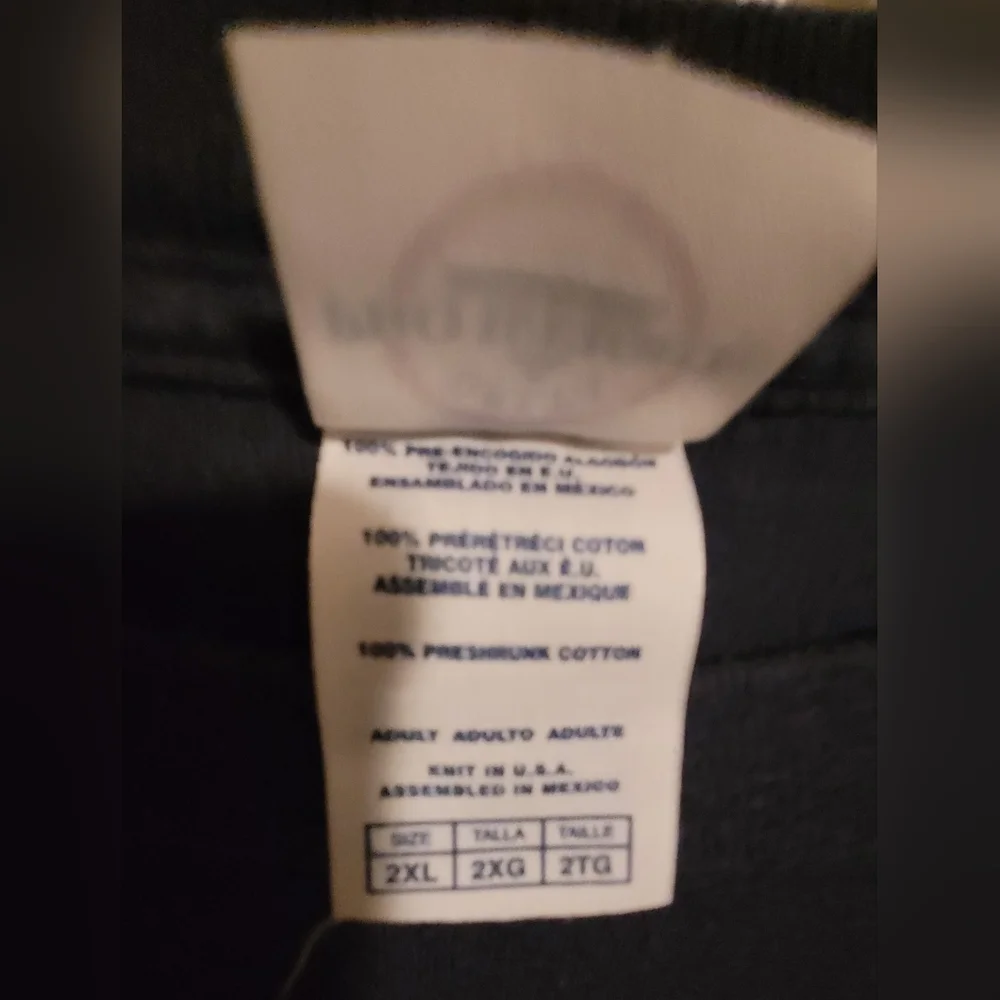 100% PRE-ENCOGIDO ALGODÓN
TEJIDO EN E.U.
ENSAMBLADO EN MÉXICO
100% PRÉRÉTRÉCI COTON
TRICOTÉ AUX É.U.
ASSEMBLÉ EN MEXIQUE
100% PRESHRUNK COTTON
ADULT ADULTO ADULTE
KNIT IN U.S.A.
ASSEMBLED IN MEXICO
SIZE TALLA TAILLE
2XL 2XG 2TG